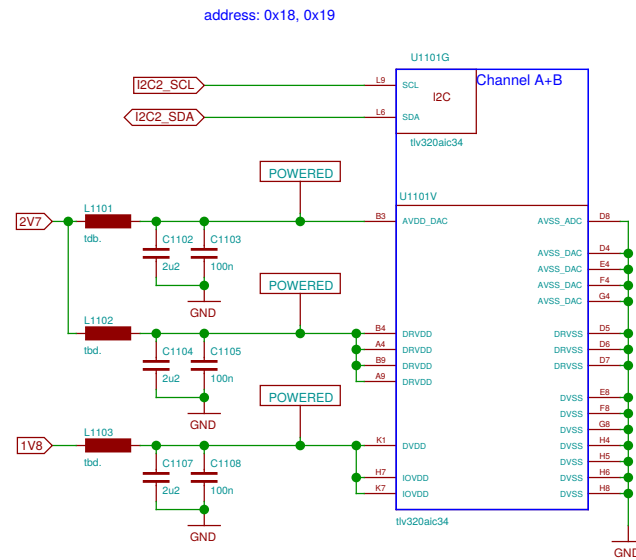 address: 0x18, 0x19
U1101G
I2C2_SCL
L9
SCL
Channel A+B
I2C
I2C2_SDA
L6
SDA
tlv320aic34
POWERED
U1101V
2V7
L1101
tdb.
B3
AVDD_DAC
AVSS_ADC
D8
C1102
2u2
C1103
100n
AVSS_DAC
D4
AVSS_DAC
E4
AVSS_DAC
F4
AVSS_DAC
G4
GND
POWERED
L1102
tbd.
B4
DRVDD
A4
DRVDD
B9
DRVDD
A9
DRVDD
DRVSS
D5
DRVSS
D6
DRVSS
D7
C1104
2u2
C1105
100n
GND
POWERED
DVSS
E8
DVSS
F8
DVSS
G8
1V8
L1103
tbd.
K1
DVDD
DVSS
H4
DVSS
H5
C1107
2u2
C1108
100n
H7
IOVDD
K7
IOVDD
DVSS
H6
DVSS
H8
tlv320aic34
GND
GND